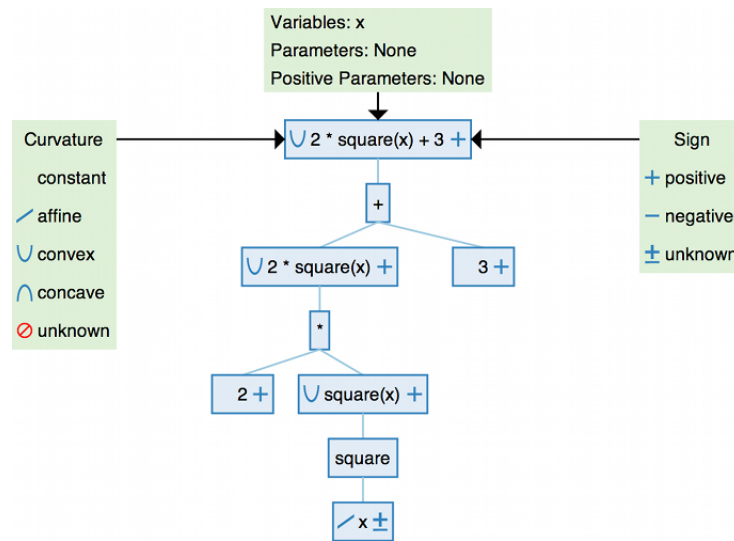 Variables: x
Parameters: None
Positive Parameters: None
Curvature
constant
affine
convex
concave
unknown
2 * square(x) + 3 +
Sign
+ positive
− negative
± unknown
+
2 * square(x) +
3 +
*
2 +
square(x) +
square
x ±